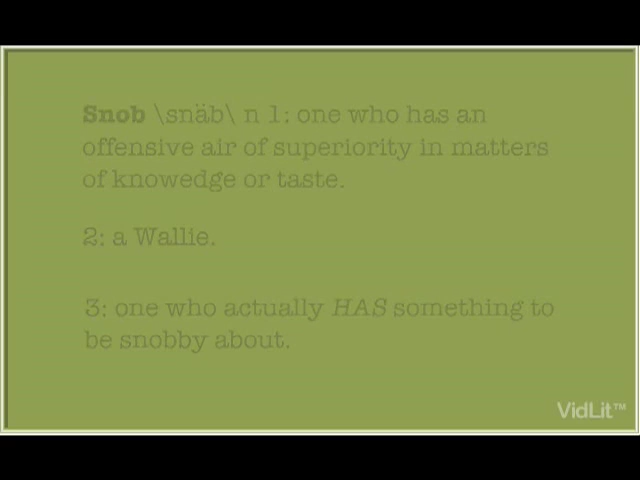 Snob \snäb\ n 1: one who has an
offensive air of superiority in matters
of knowedge or taste.
2: a Wallie.
3: one who actually HAS something to
be snobby about.
VidLit™